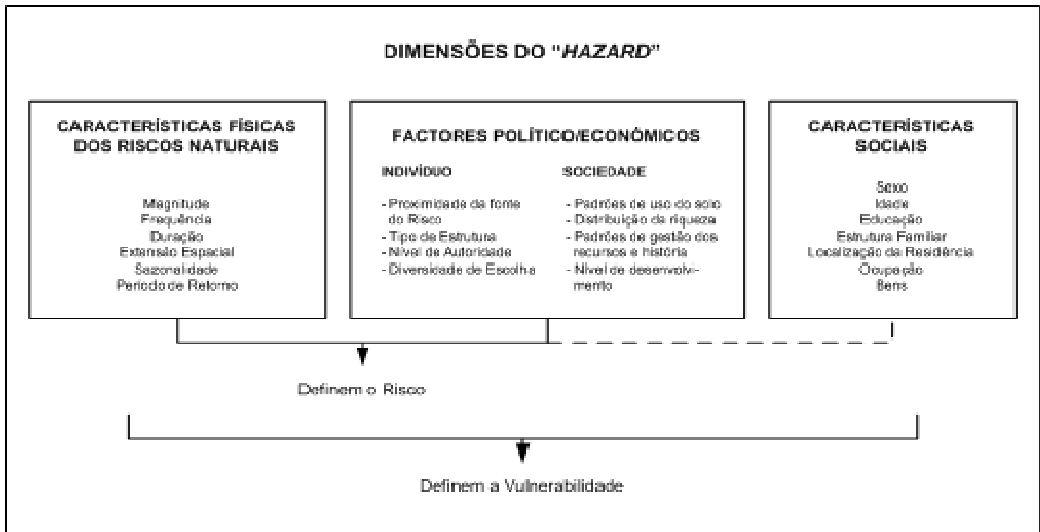 DIMENSÕES DO “HAZARD”
CARACTERÍSTICAS FÍSICAS
DOS RISCOS NATURAIS
Magnitude
Frequência
Duração
Extensão Espacial
Sazonalidade
Período de Retorno
FACTORES POLÍTICO/ECONÓMICOS
INDIVÍDUO
- Proximidade da fonte
do Risco
- Tipo de Estrutura
- Nível de Autoridade
- Diversidade de Escolha
SOCIEDADE
- Padrões de uso do solo
- Distribuição da riqueza
- Padrões de gestão dos
recursos e história
- Nível de desenvolvi-
mento
CARACTERÍSTICAS
SOCIAIS
Sexo
Idade
Educação
Estrutura Familiar
Localização da Residência
Ocupação
Bens
Definem o Risco
Definem a Vulnerabilidade